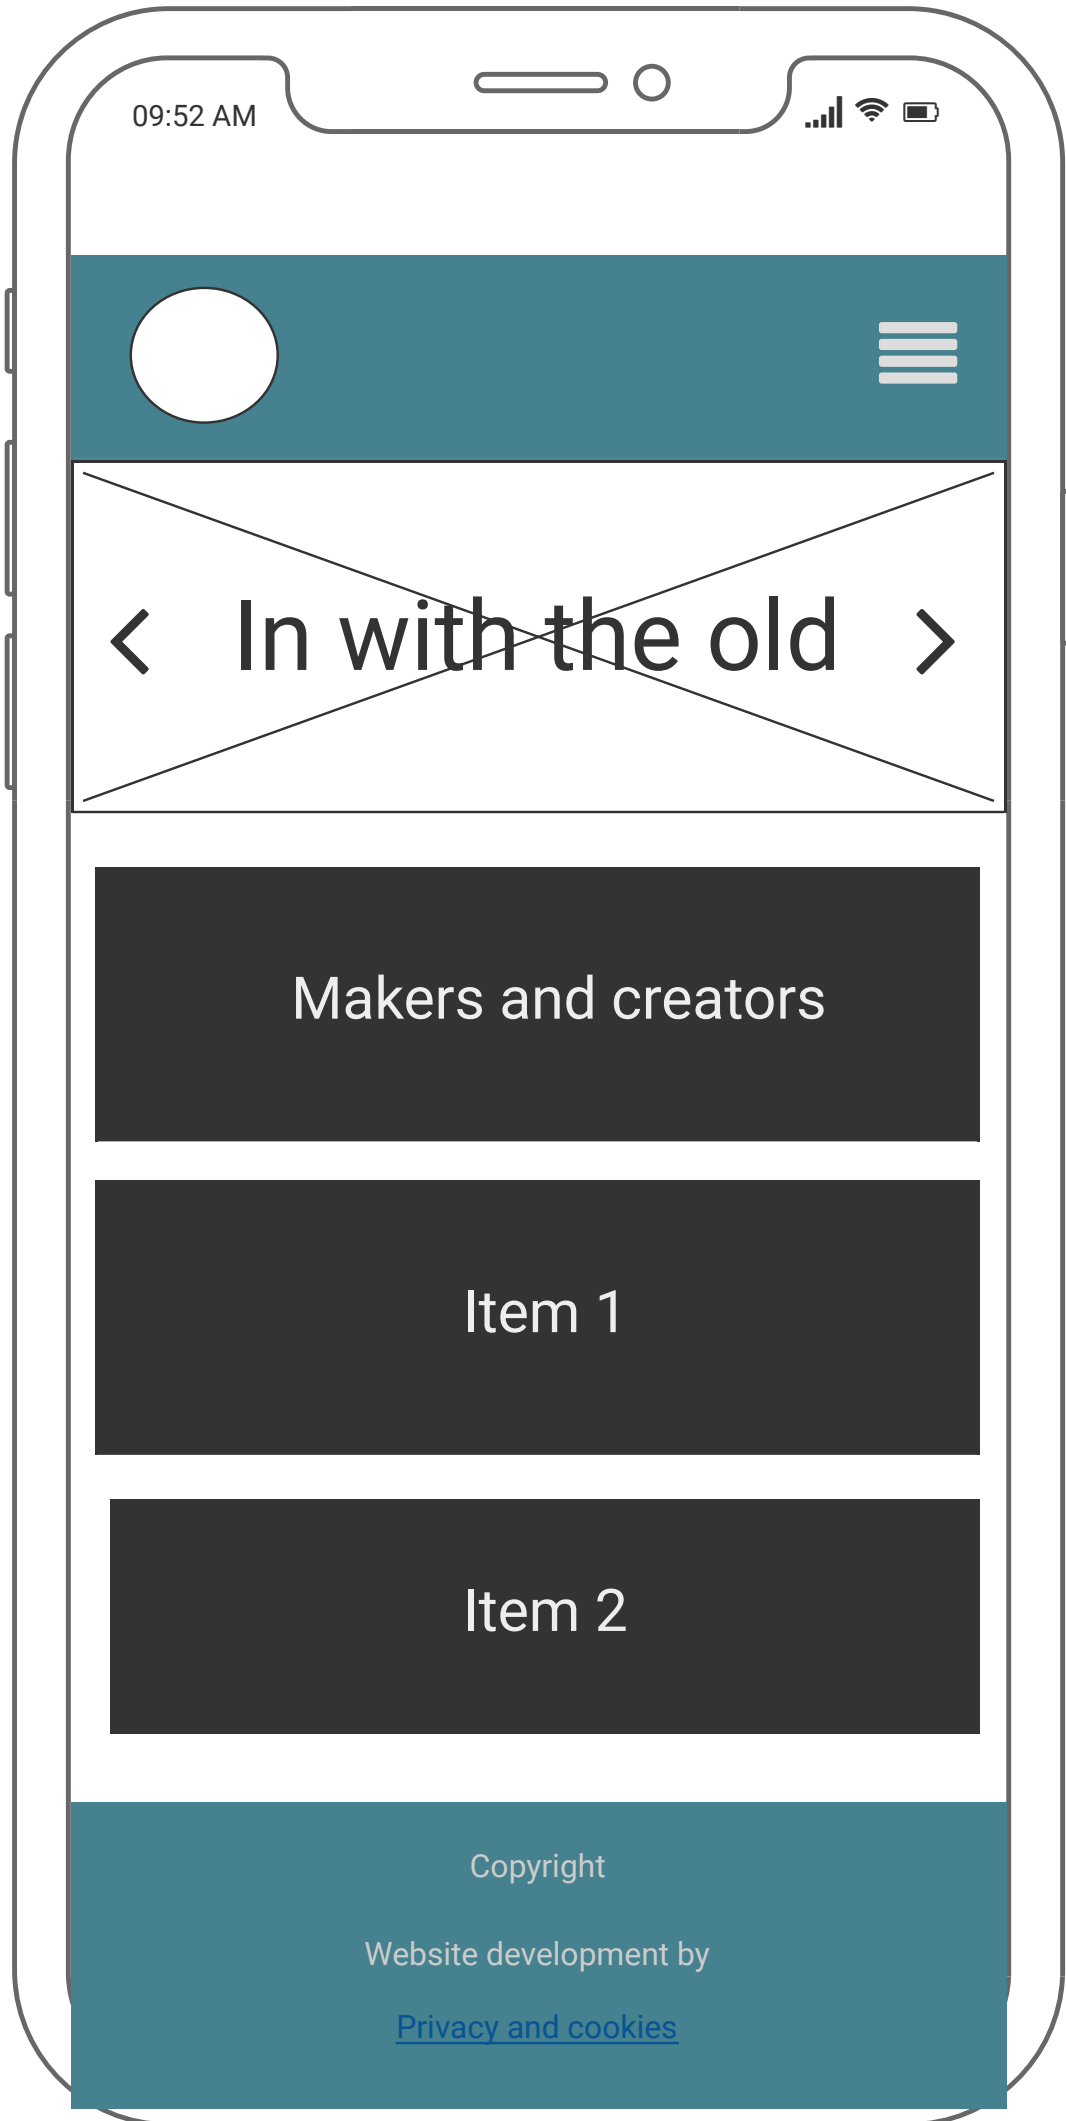 09:52 AM
In with the old
Makers and creators
Item 1
Item 2
Copyright
Website development by
Privacy and cookies